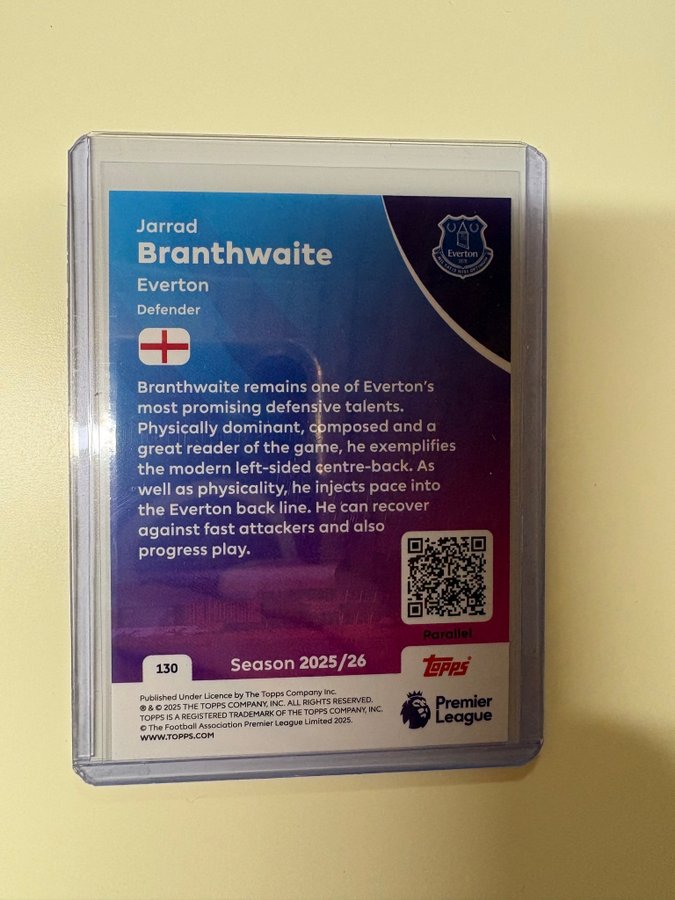 Jarrad
Branthwaite
Everton
Defender
Everton
1878
Branthwaite remains one of Everton's
most promising defensive talents.
Physically dominant, composed and a
great reader of the game, he exemplifies
the modern left-sided centre-back. As
well as physicality, he injects pace into
the Everton back line. He can recover
against fast attackers and also
progress play.
Parallel
130
Season 2025/26
Topps
Published Under Licence by The Topps Company Inc.
® & © 2025 THE TOPPS COMPANY, INC. ALL RIGHTS RESERVED.
TOPPS IS A REGISTERED TRADEMARK OF THE TOPPS COMPANY, INC.
© The Football Association Premier League Limited 2025.
WWW.TOPPS.COM
Premier
League